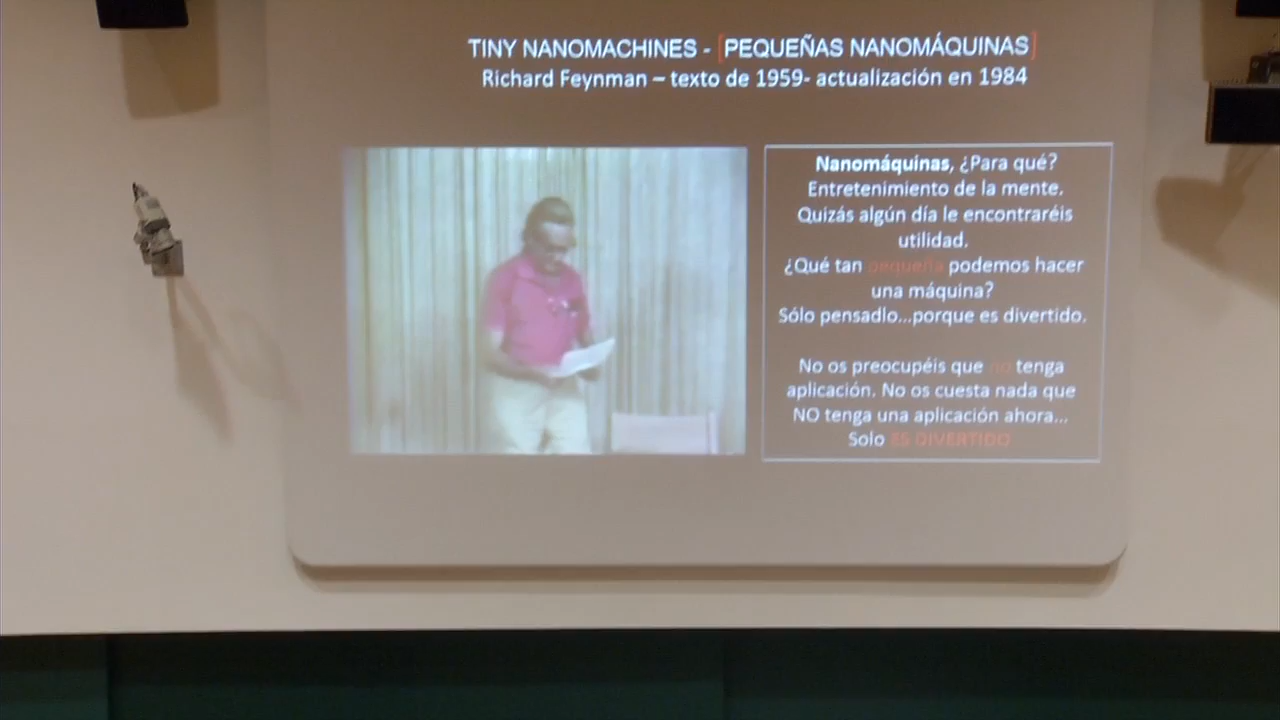 TINY NANOMACHINES - [PEQUEÑAS NANOMÁQUINAS]
Richard Feynman – texto de 1959- actualización en 1984
Nanomáquinas, ¿Para qué?
Entretenimiento de la mente.
Quizás algún día le encontraréis
utilidad.
¿Qué tan pequeña podemos hacer
una máquina?
Sólo pensadlo...porque es divertido.
No os preocupéis que no tenga
aplicación. No os cuesta nada que
NO tenga una aplicación ahora...
Solo ES DIVERTIDO